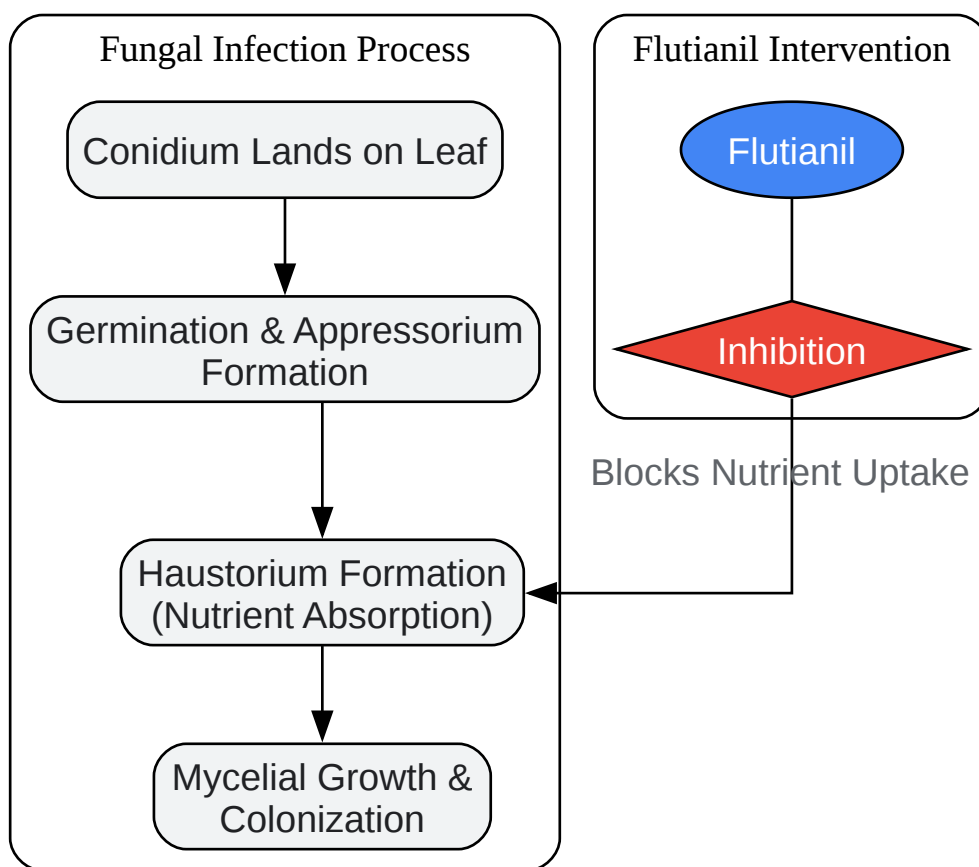 Fungal Infection Process
Conidium Lands on Leaf
Germination & Appressorium
Formation
Haustorium Formation
(Nutrient Absorption)
Mycelial Growth &
Colonization
Flutianil Intervention
Flutianil
Inhibition
Blocks Nutrient Uptake